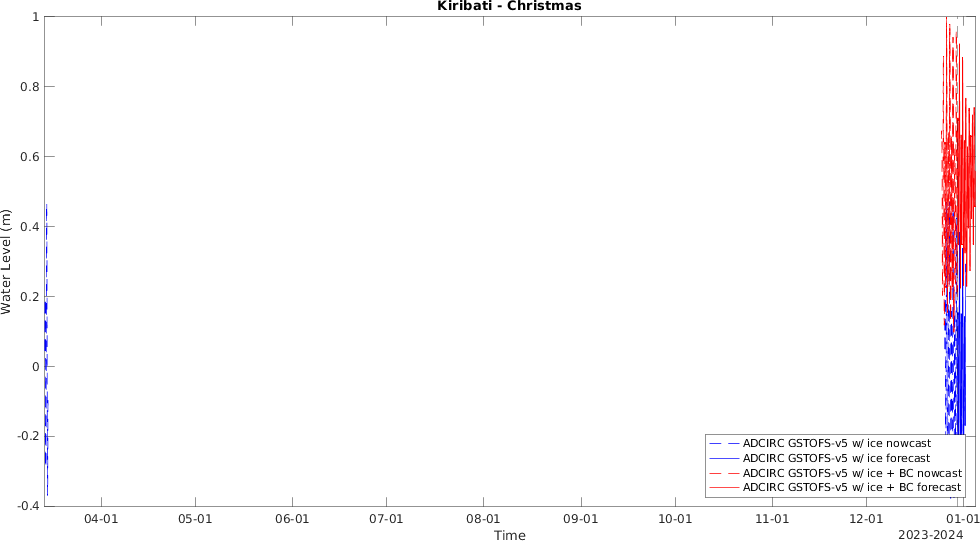 Kiribati - Christmas
Water Level (m)
1
0.8
0.6
0.4
0.2
0
-0.2
-0.4
ADCIRC GSTOFS-v5 w/ ice nowcast
ADCIRC GSTOFS-v5 w/ ice forecast
ADCIRC GSTOFS-v5 w/ ice + BC nowcast
ADCIRC GSTOFS-v5 w/ ice + BC forecast
04-01 05-01 06-01 07-01 08-01 09-01 10-01 11-01 12-01 01-01
Time
2023-2024